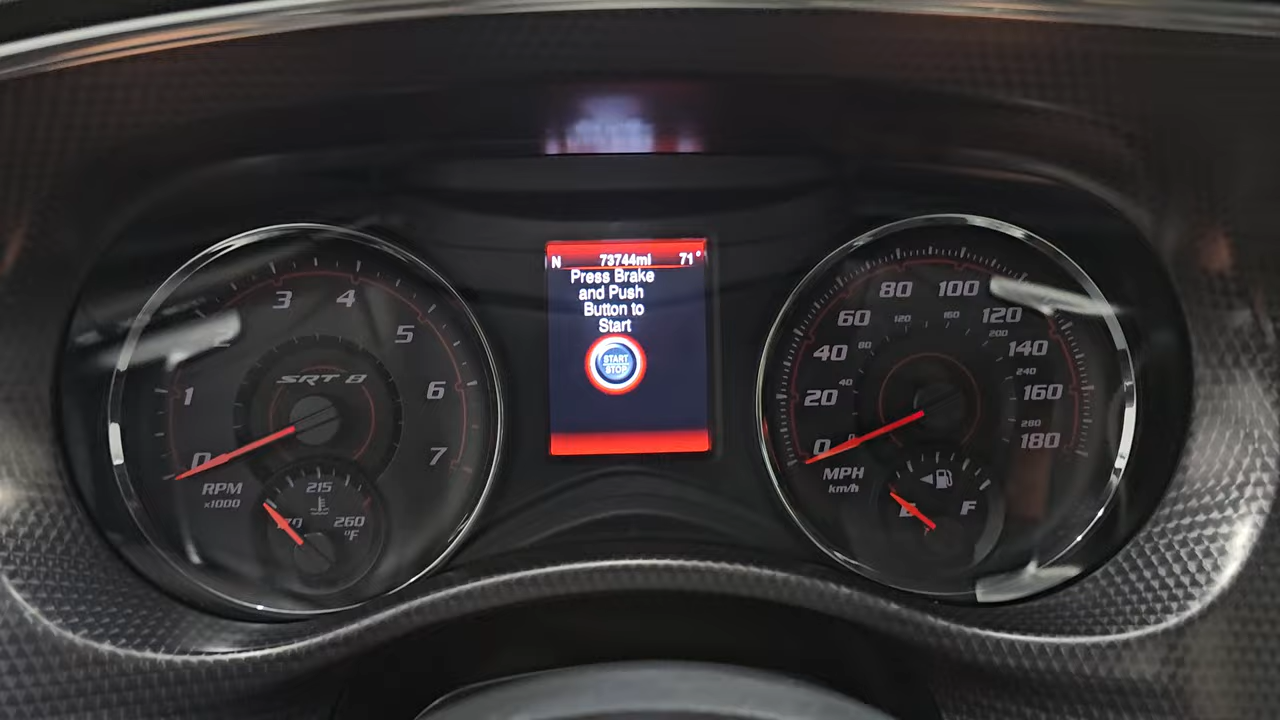 N 73744mi 71°
Press Brake
and Push
Button to
Start
START
STOP
0 1 2 3 4 5 6 7
SRT 8
RPM
x1000
215
260
°F
0 20 40 60 80 100 120 140 160 180
40 80 120 160 200 240 280
MPH
km/h
E F